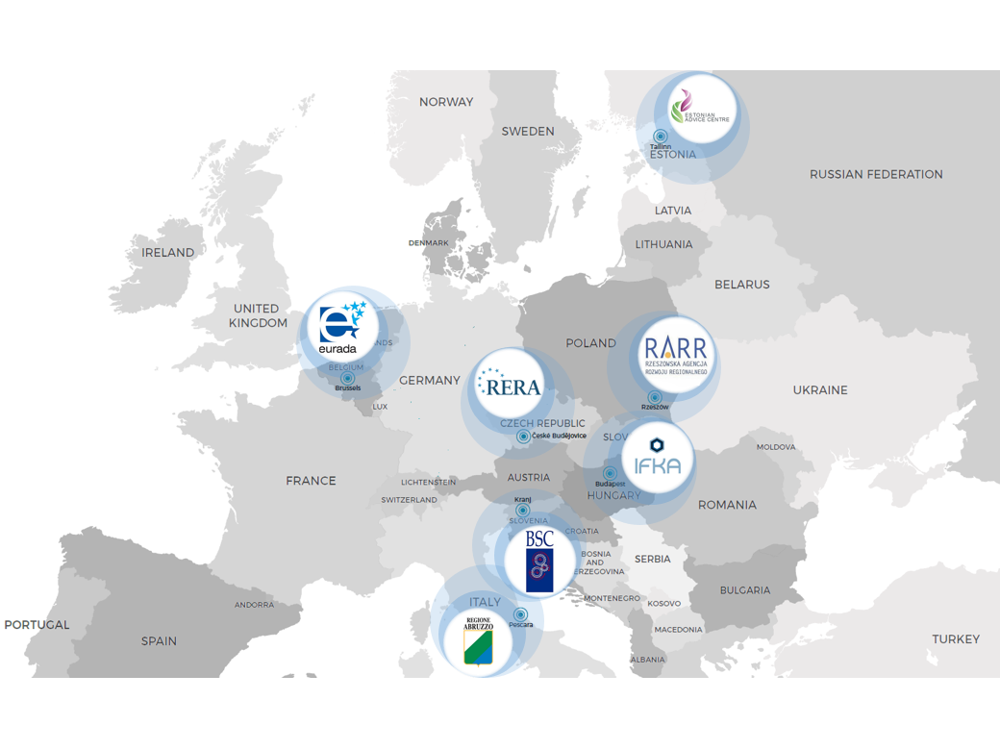 NORWAY
SWEDEN
ESTONIAN
ADVICE CENTRE
Tallinn
ESTONIA
RUSSIAN FEDERATION
LATVIA
LITHUANIA
DENMARK
IRELAND
BELARUS
UNITED
KINGDOM
e
eurada
NDS
BELGIUM
Brussels
POLAND
RARR
RZESZOWSKA AGENCJA
ROZWOJU REGIONALNEGO
Rzeszów
GERMANY
RERA
UKRAINE
LUX
CZECH REPUBLIC
České Budějovice
SLOV
MOLDOVA
IFKA
FRANCE
LICHTENSTEIN
AUSTRIA
Budapest
HUNGARY
SWITZERLAND
Kranj
ROMANIA
SLOVENIA
CROATIA
BSC
BOSNIA
AND
ERZEGOVINA
SERBIA
BULGARIA
MONTENEGRO
KOSOVO
ANDORRA
ITALY
PORTUGAL
REGIONE
ABRUZZO
Pescara
MACEDONIA
SPAIN
TURKEY
ALBANIA